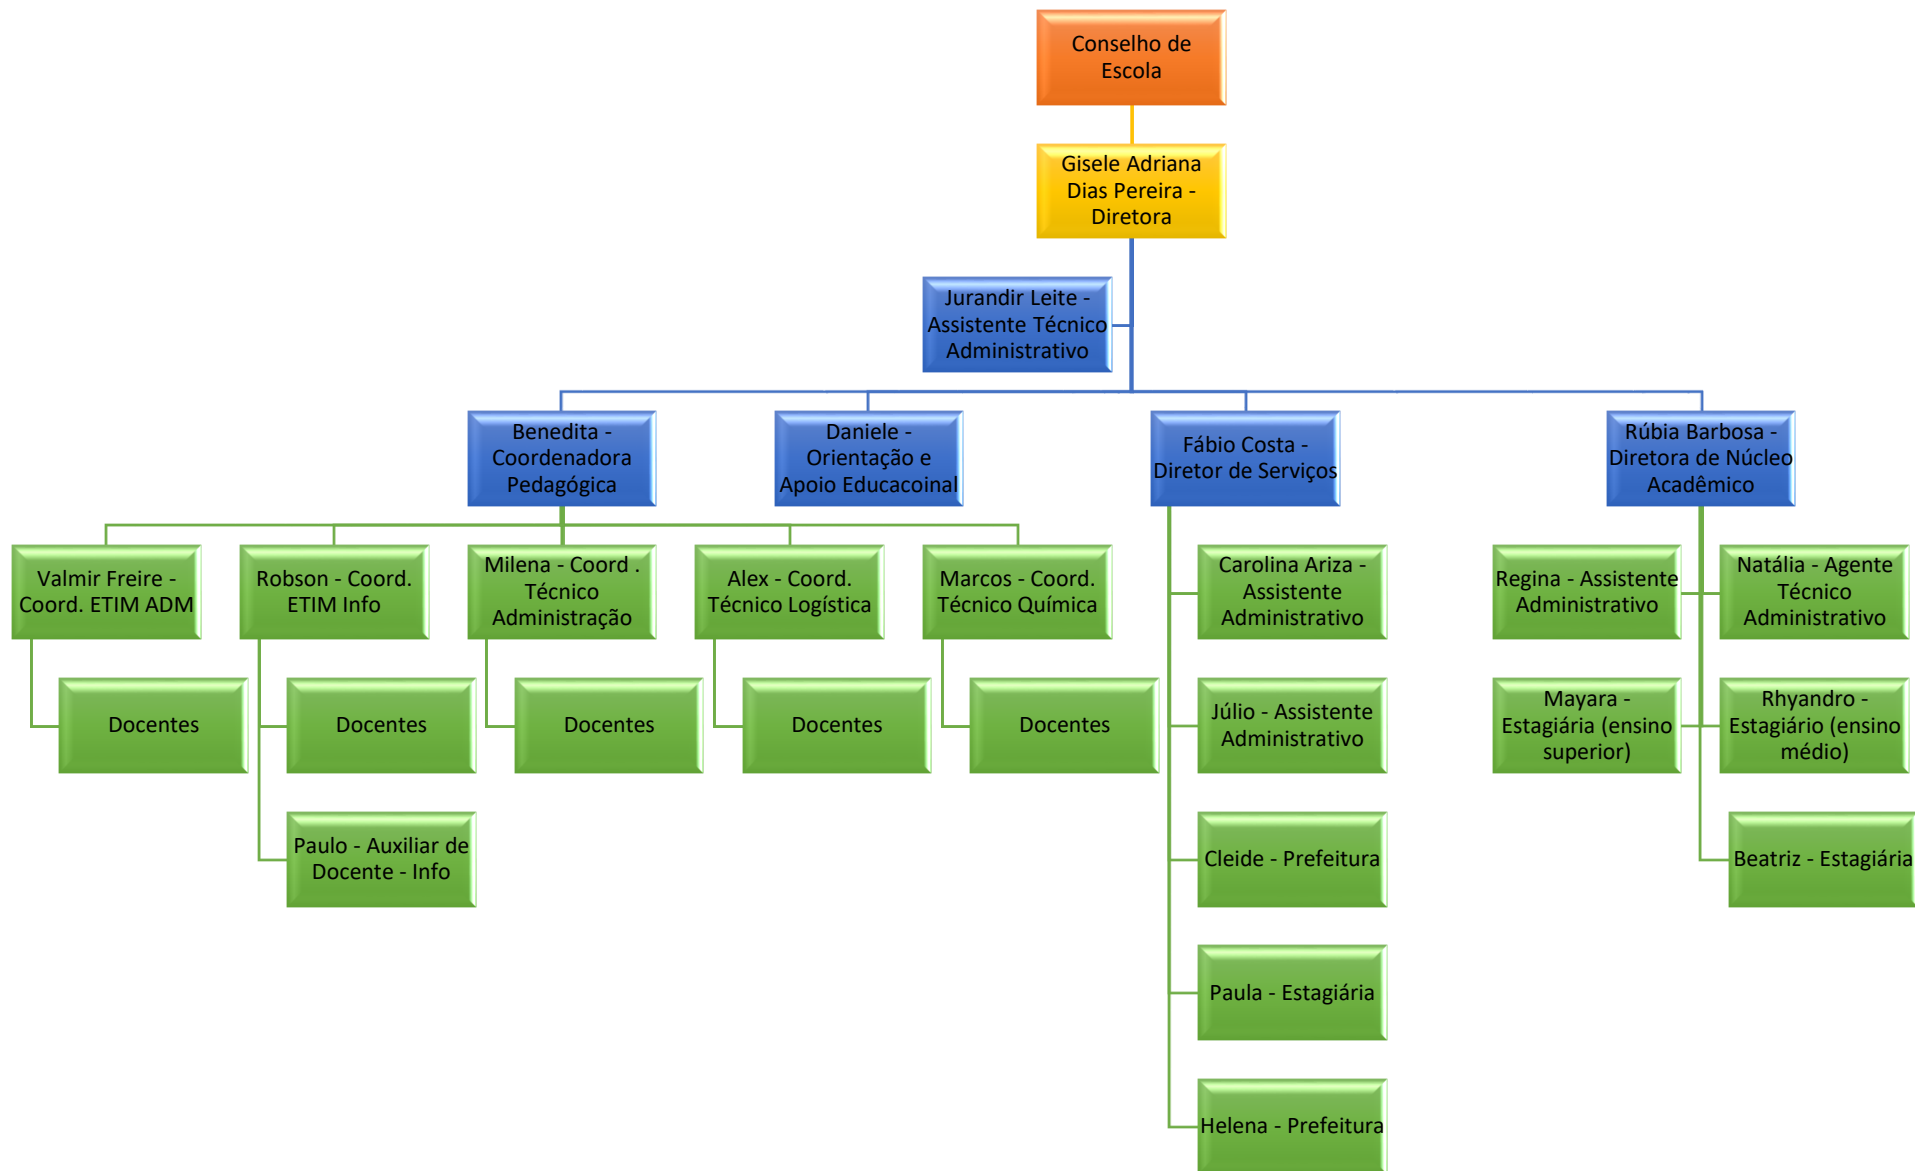 Conselho de
Escola
Gisele Adriana
Dias Pereira -
Diretora
Jurandir Leite -
Assistente Técnico
Administrativo
Benedita -
Coordenadora
Pedagógica
Daniele -
Orientação e
Apoio Educacoinal
Fábio Costa -
Diretor de Serviços
Rúbia Barbosa -
Diretora de Núcleo
Acadêmico
Valmir Freire -
Coord. ETIM ADM
Robson - Coord.
ETIM Info
Milena - Coord .
Técnico
Administração
Alex - Coord.
Técnico Logística
Marcos - Coord.
Técnico Química
Carolina Ariza -
Assistente
Administrativo
Regina - Assistente
Administrativo
Natália - Agente
Técnico
Administrativo
Docentes
Docentes
Docentes
Docentes
Docentes
Júlio - Assistente
Administrativo
Mayara -
Estagiária (ensino
superior)
Rhyandro -
Estagiário (ensino
médio)
Paulo - Auxiliar de
Docente - Info
Cleide - Prefeitura
Beatriz - Estagiária
Paula - Estagiária
Helena - Prefeitura